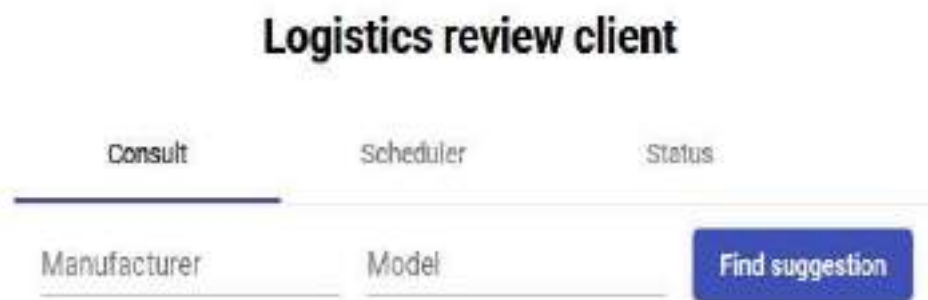 Logistics review client
Consult Scheduler Status
Manufacturer Model Find suggestion